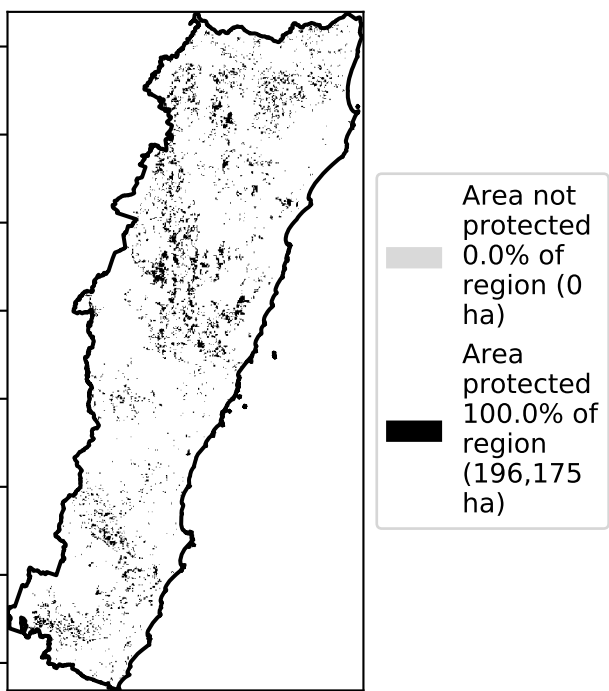 Area not
protected
0.0% of
region (0
ha)
Area
protected
100.0% of
region
(196,175
ha)